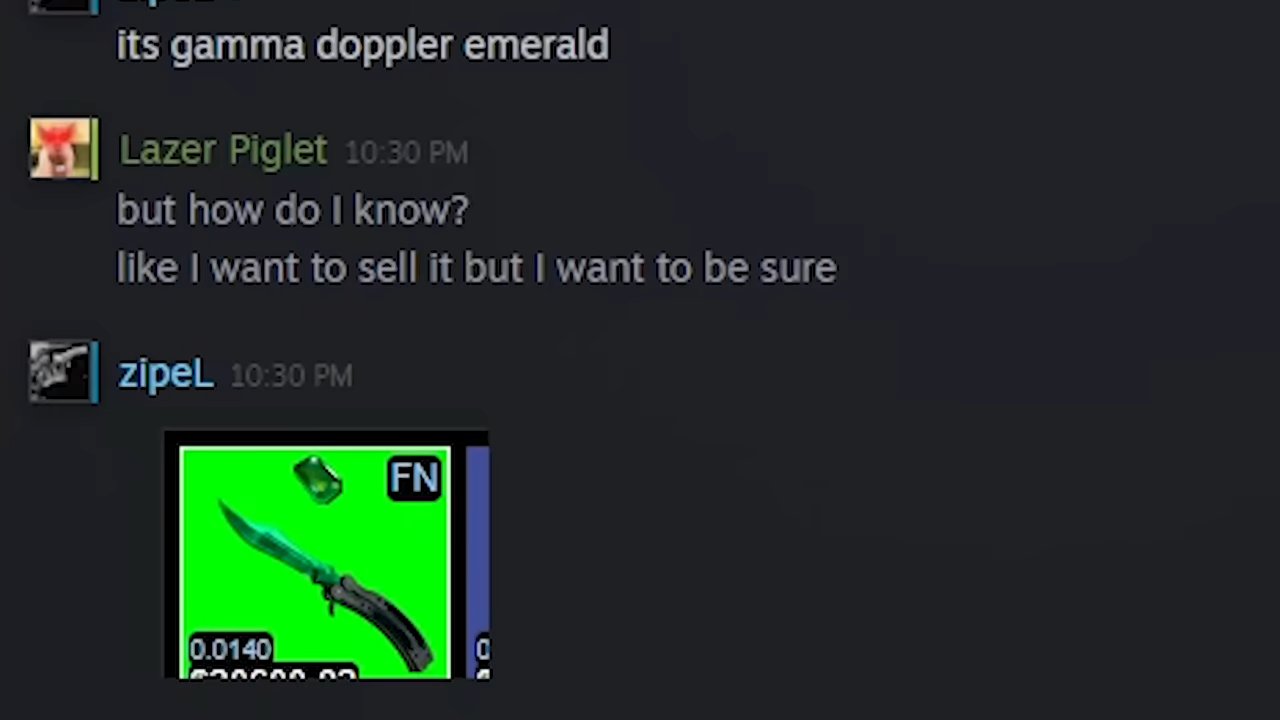 its gamma doppler emerald
Lazer Piglet 10:30 PM
but how do I know?
like I want to sell it but I want to be sure
zipeL 10:30 PM
FN
0.0140